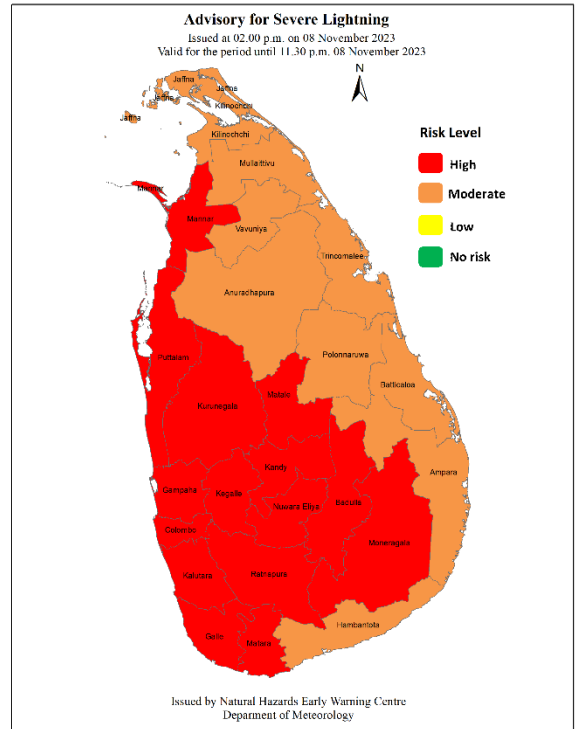 Advisory for Severe Lightning
Issued at 02.00 p.m. on 08 November 2023
Valid for the period until 11.30 p.m. 08 November 2023
N
Jaffna
Jaffna
Jaffna
Jaffna
Kilinochchi
Kilinochchi
Risk Level
High
Moderate
Low
No risk
Mullaittivu
Mannar
Mannar
Vavuniya
Trincomalee
Anuradhapura
Puttalam
Polonnaruwa
Batticaloa
Matale
Kurunegala
Kandy
Ampara
Gampaha
Kegalle
Nuwara Eliya
Badulla
Colombo
Moneragala
Kalutara
Ratnapura
Hambantota
Galle
Matara
Issued by Natural Hazards Early Warning Centre
Deparment of Meteorology